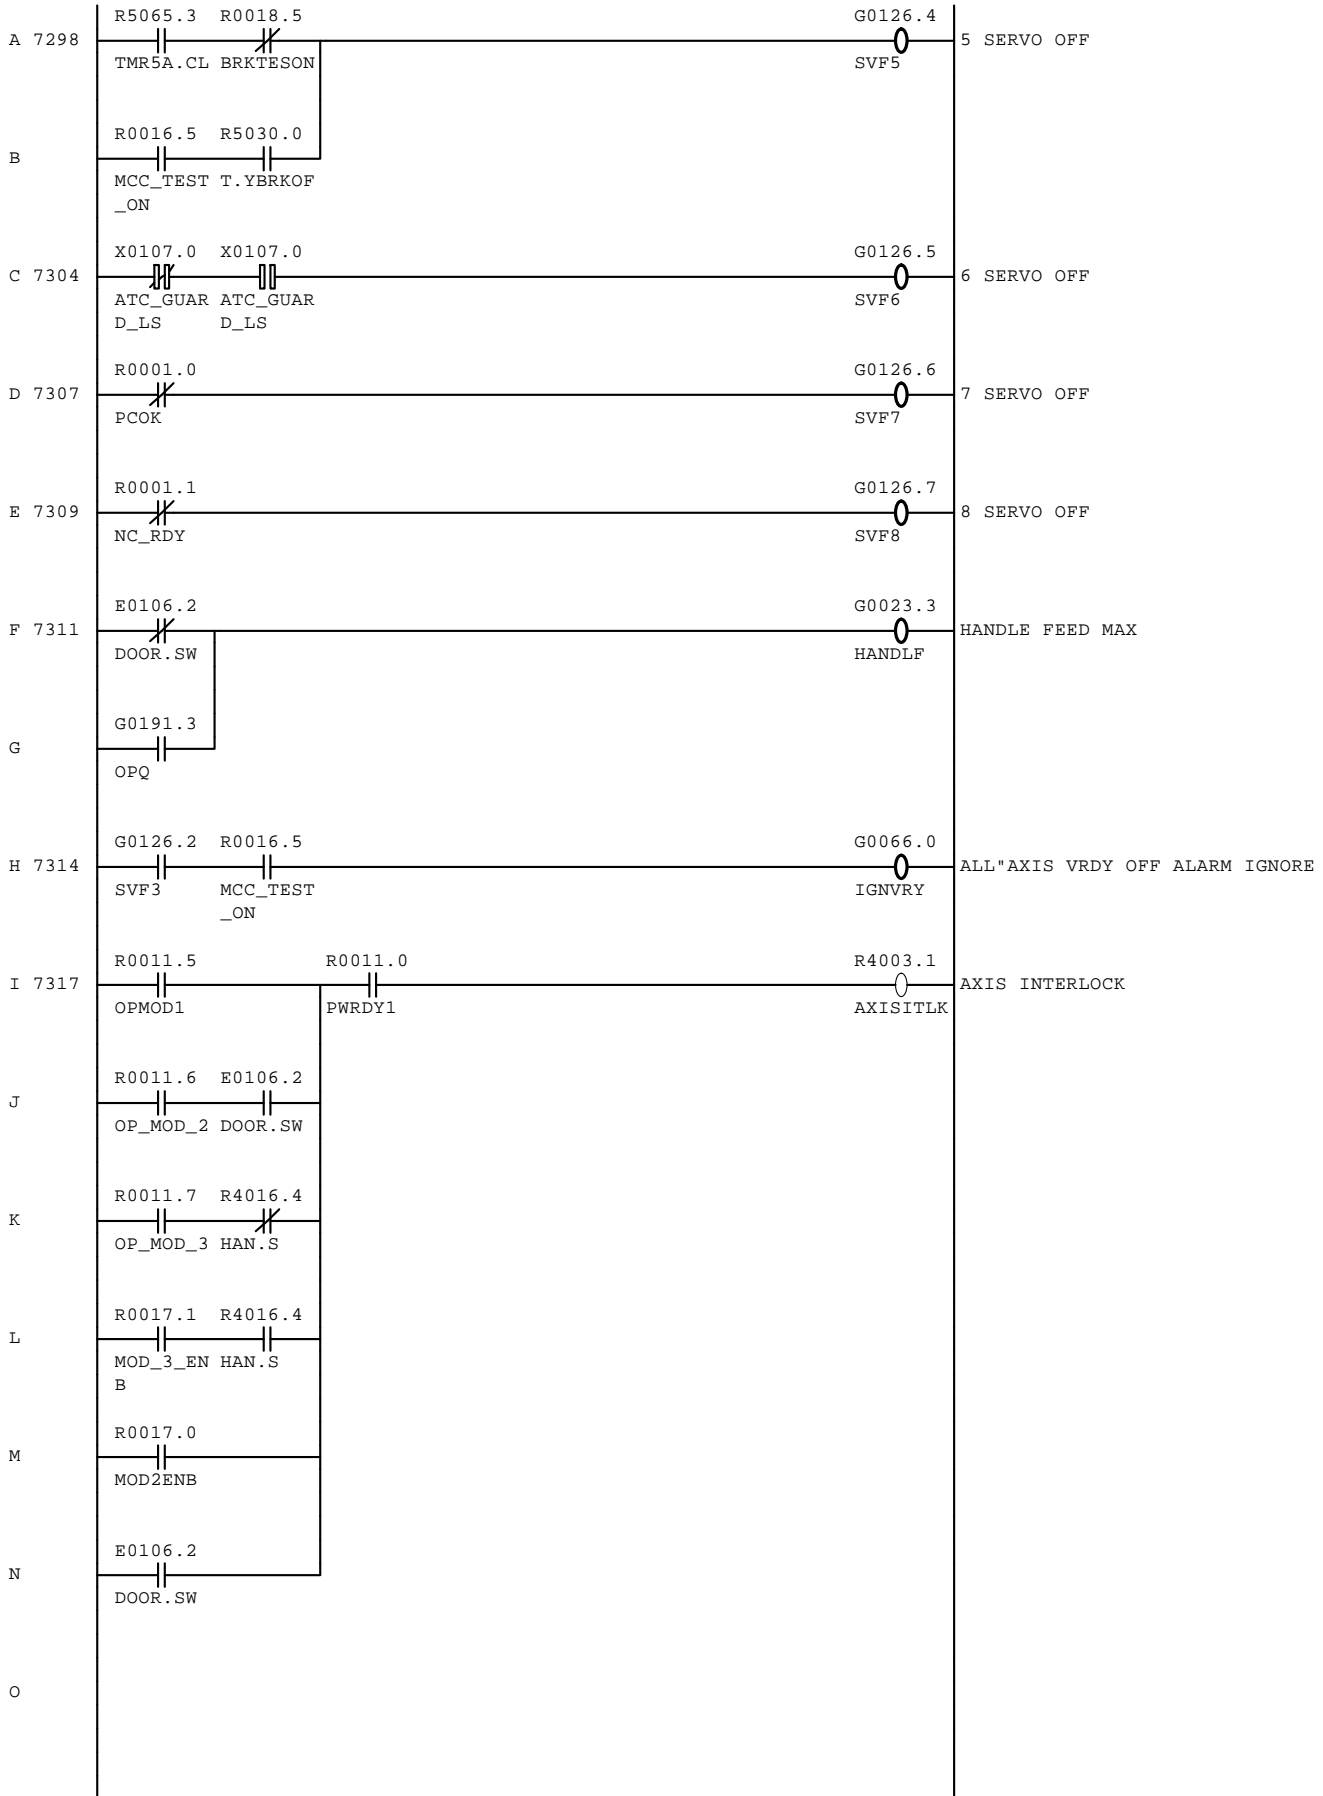 R5065.3 R0018.5 G0126.4
A 7298 5 SERVO OFF
TMR5A.CL BRKTESON SVF5
R0016.5 R5030.0
B
MCC_TEST T.YBRKOF
_ON
X0107.0 X0107.0 G0126.5
C 7304 6 SERVO OFF
ATC_GUAR ATC_GUAR SVF6
D_LS D_LS
R0001.0 G0126.6
D 7307 7 SERVO OFF
PCOK SVF7
R0001.1 G0126.7
E 7309 8 SERVO OFF
NC_RDY SVF8
E0106.2 G0023.3
F 7311 HANDLE FEED MAX
DOOR.SW HANDLF
G0191.3
G
OPQ
G0126.2 R0016.5 G0066.0
H 7314 ALL"AXIS VRDY OFF ALARM IGNORE
SVF3 MCC_TEST IGNVRY
_ON
R0011.5 R0011.0 R4003.1
I 7317 AXIS INTERLOCK
OPMOD1 PWRDY1 AXISITLK
R0011.6 E0106.2
J
OP_MOD_2 DOOR.SW
R0011.7 R4016.4
K
OP_MOD_3 HAN.S
R0017.1 R4016.4
L
MOD_3_EN HAN.S
B
R0017.0
M
MOD2ENB
E0106.2
N
DOOR.SW
O